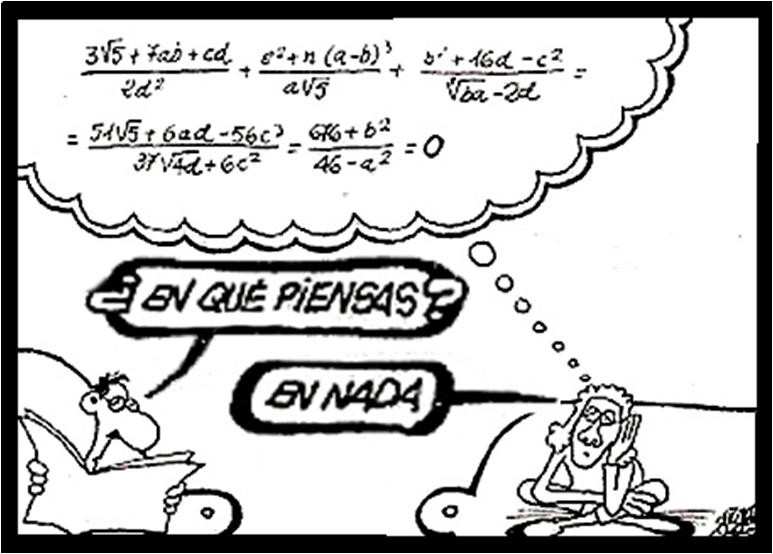 3√5 + 7ab + cd / 2d² + e² + n (a-b)³ / a√5 + b² + 16d - c² / ∜ba - 2d =
= 51√5 + 6ad - 56c³ / 37√4d + 6c² = 676 + b² / 46 - a² = 0
¿EN QUÉ PIENSAS?
EN NADA